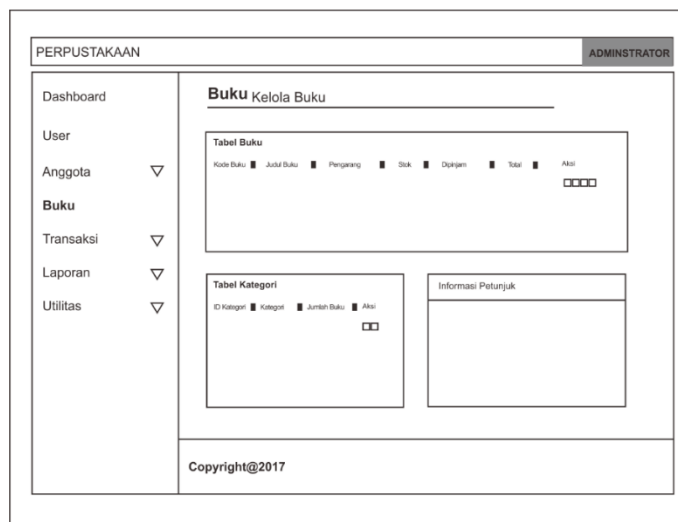 PERPUSTAKAAN
ADMINSTRATOR
Dashboard
User
Anggota
Buku
Transaksi
Laporan
Utilitas
Buku Kelola Buku
Tabel Buku
Kode Buku Judul Buku Pengarang Stok Dipinjam Total Aksi
Tabel Kategori
ID Kategori Kategori Jumlah Buku Aksi
Informasi Petunjuk
Copyright@2017